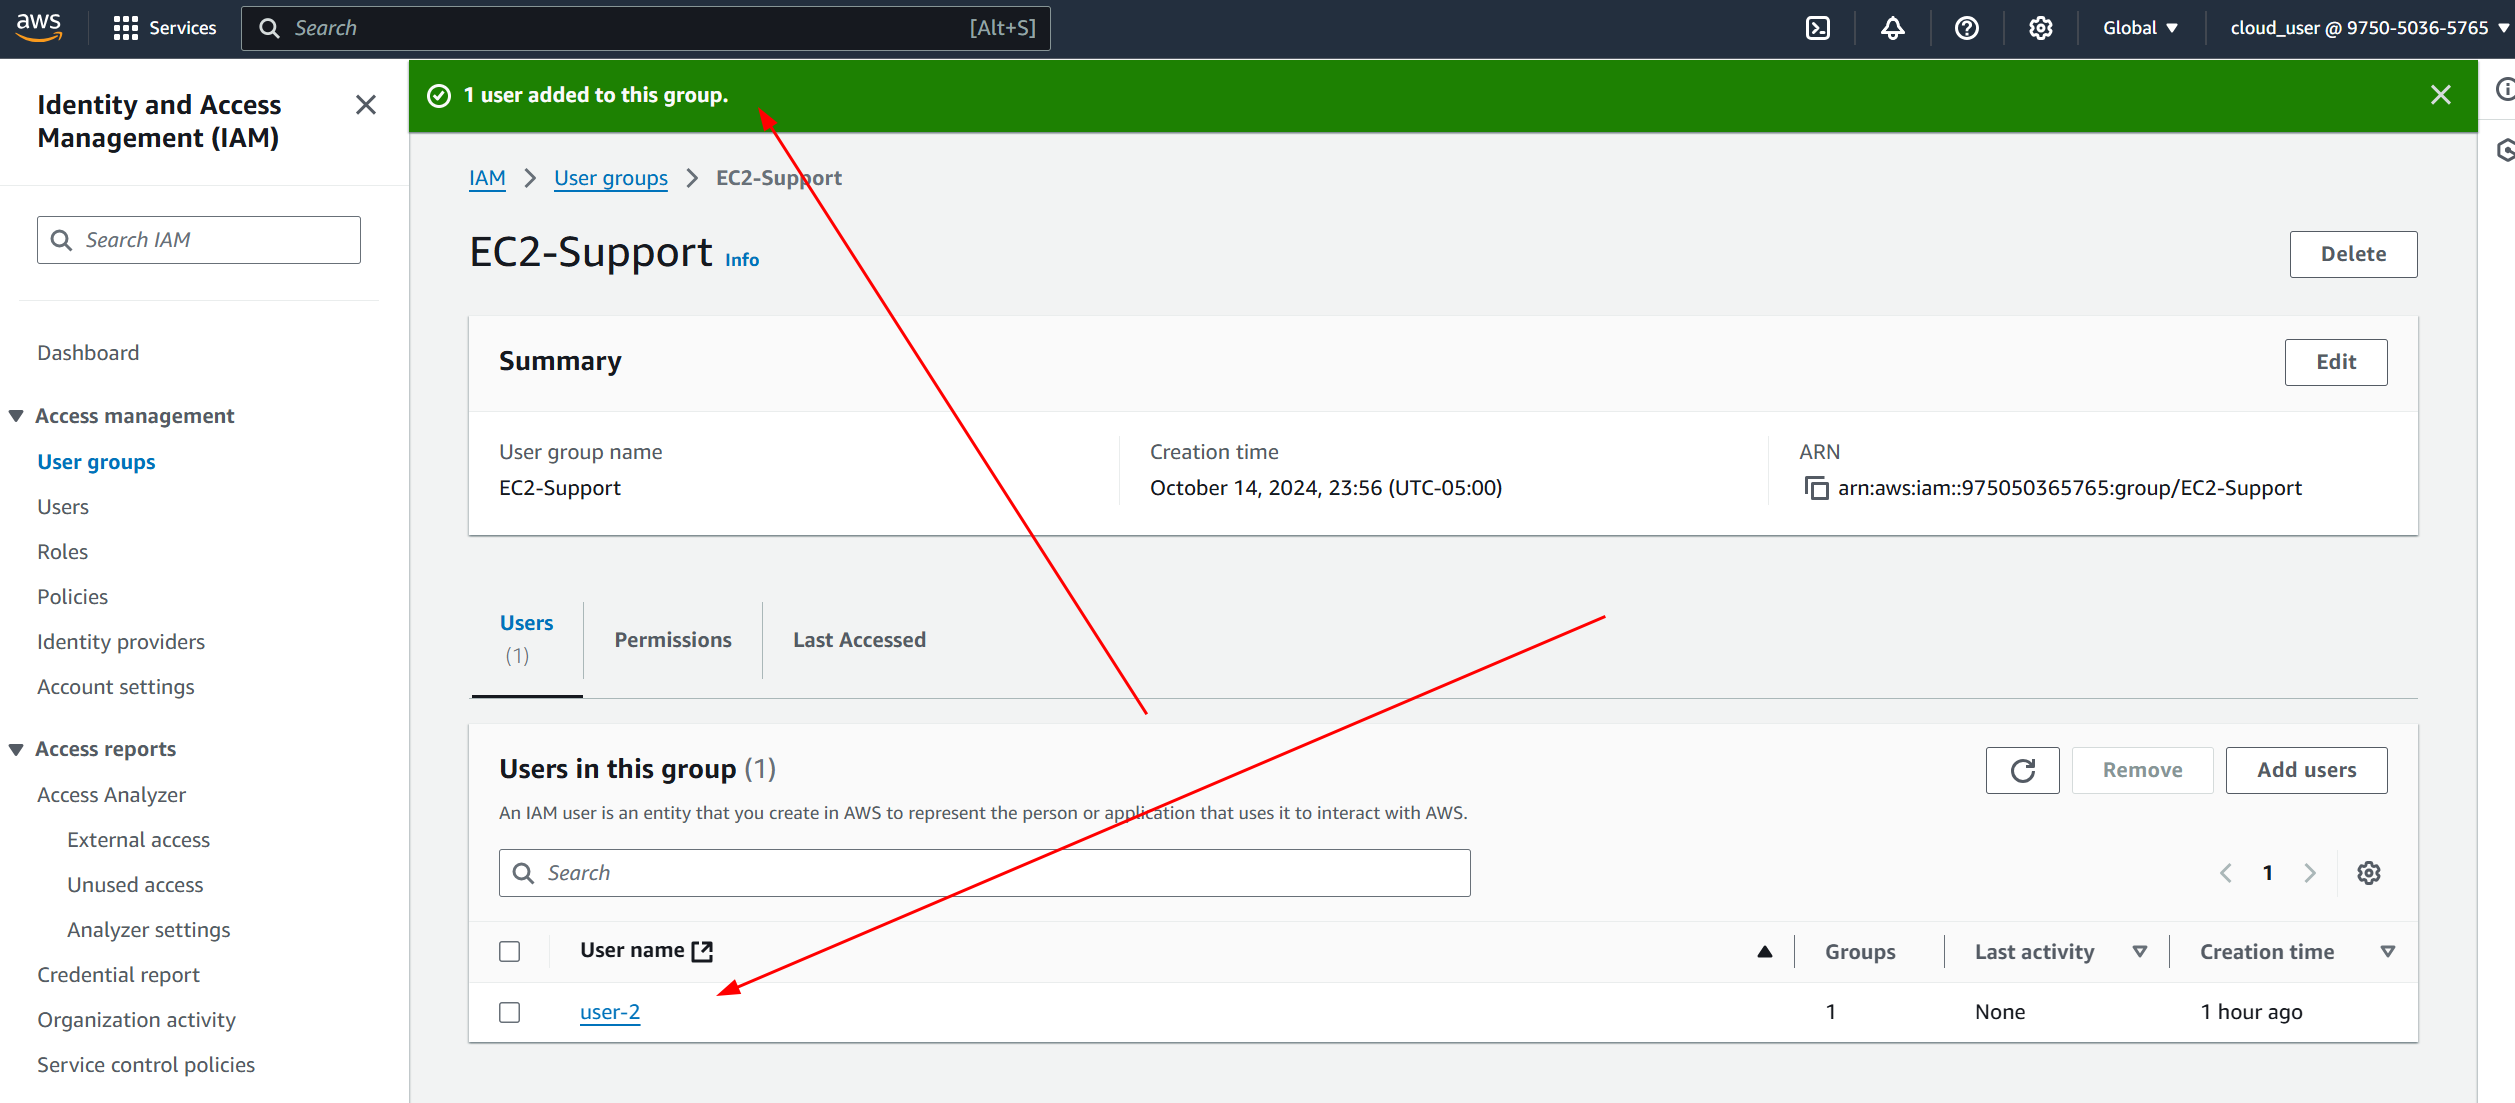 aws
Services
Search
[Alt+S]
Global
cloud_user @ 9750-5036-5765
Identity and Access
Management (IAM)
Search IAM
Dashboard
Access management
User groups
Users
Roles
Policies
Identity providers
Account settings
Access reports
Access Analyzer
External access
Unused access
Analyzer settings
Credential report
Organization activity
Service control policies
1 user added to this group.
IAM
User groups
EC2-Support
EC2-Support Info
Delete
Summary
Edit
User group name
EC2-Support
Creation time
October 14, 2024, 23:56 (UTC-05:00)
ARN
arn:aws:iam::975050365765:group/EC2-Support
Users
(1)
Permissions
Last Accessed
Users in this group (1)
Remove
Add users
An IAM user is an entity that you create in AWS to represent the person or application that uses it to interact with AWS.
Search
1
User name
Groups
Last activity
Creation time
user-2
1
None
1 hour ago